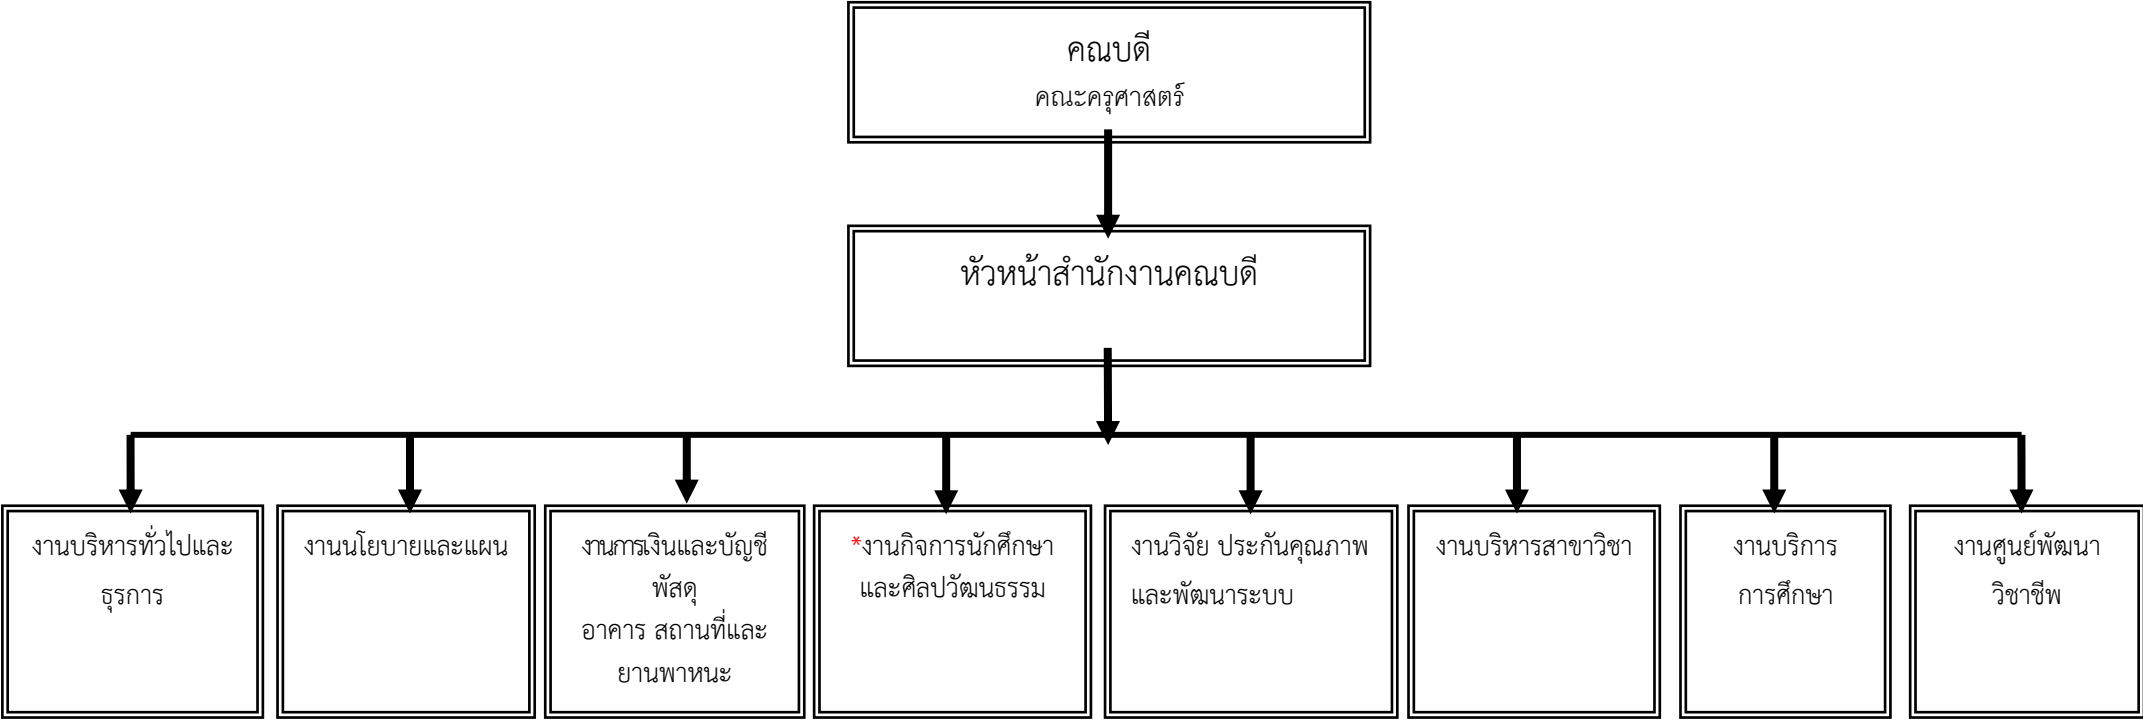 คณบดี
คณะครุศาสตร์
หัวหน้าสำนักงานคณบดี
งานบริหารทั่วไปและ
ธุรการ
งานนโยบายและแผน
งานการเงินและบัญชี
พัสดุ
อาคาร สถานที่และ
ยานพาหนะ
*งานกิจการนักศึกษา
และศิลปวัฒนธรรม
งานวิจัย ประกันคุณภาพ
และพัฒนาระบบ
งานบริหารสาขาวิชา
งานบริการ
การศึกษา
งานศูนย์พัฒนา
วิชาชีพ